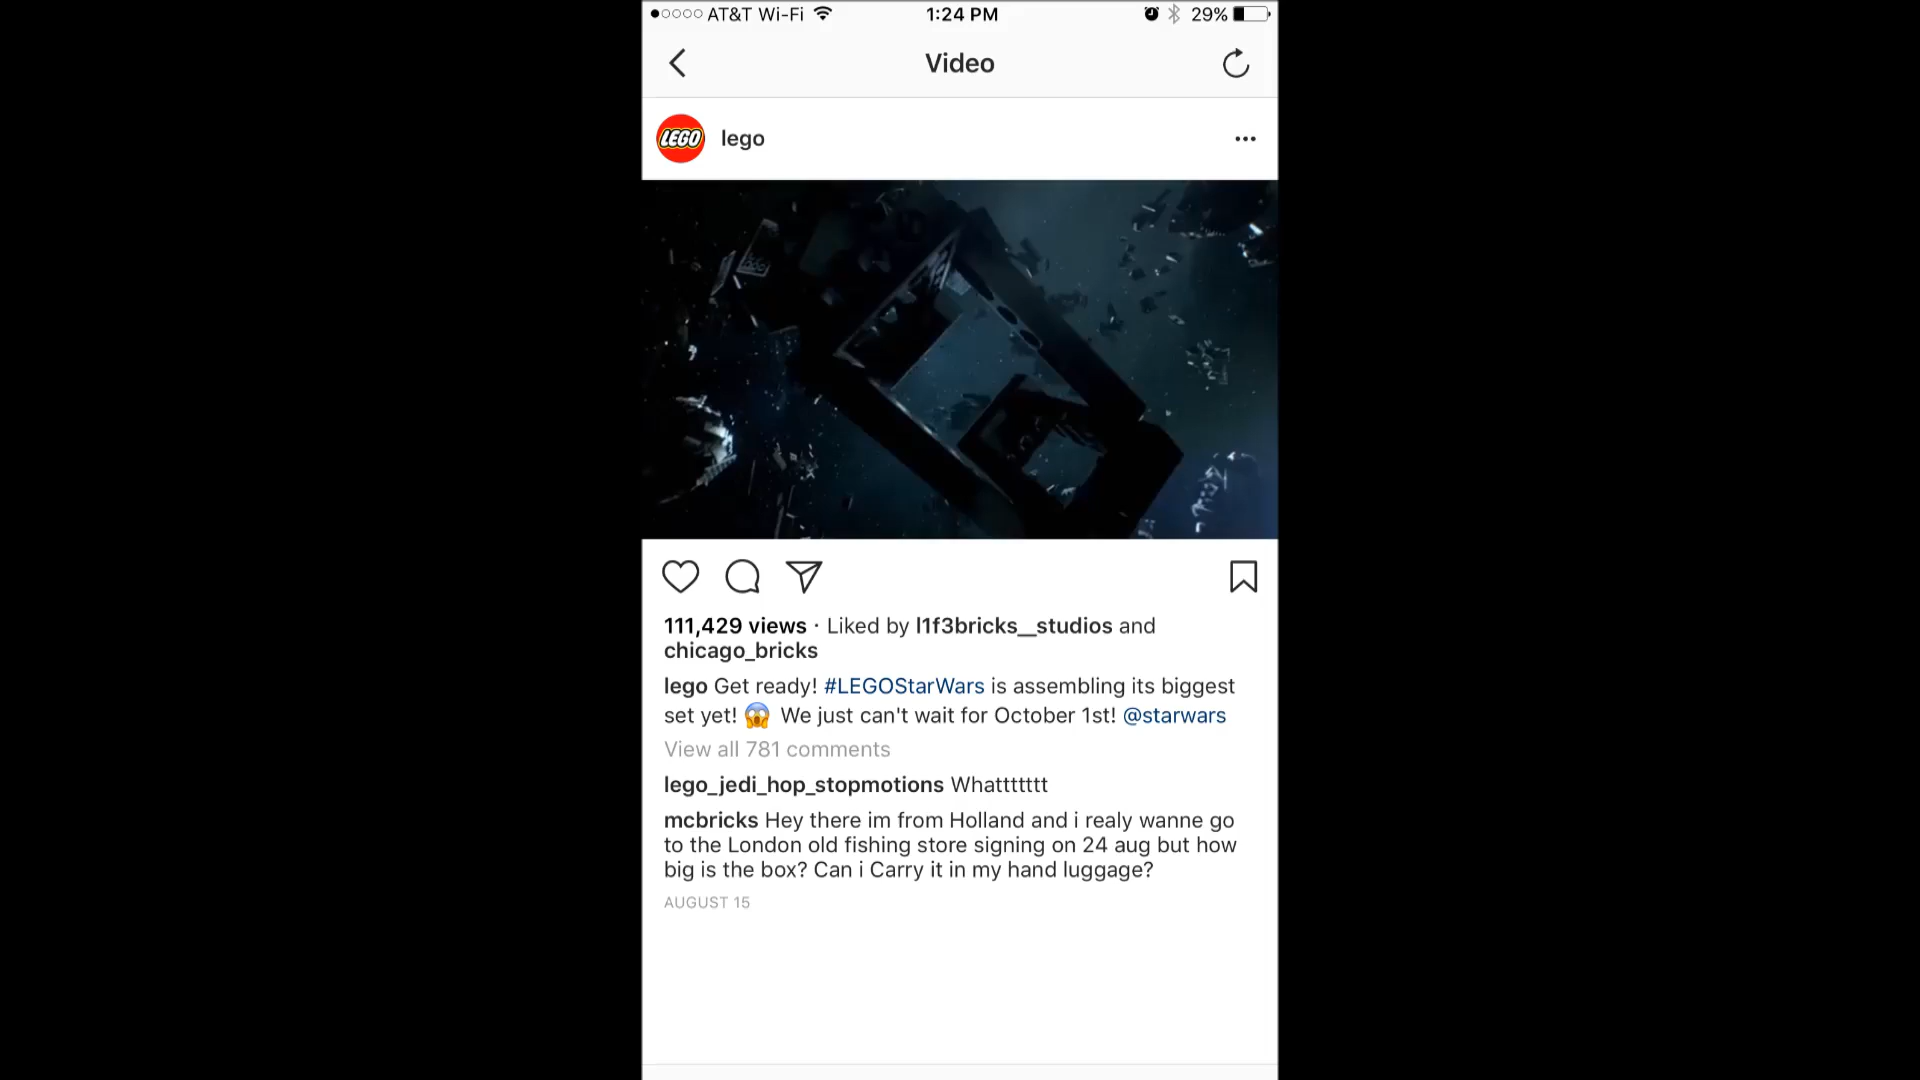 AT&T Wi-Fi 1:24 PM 29%
Video
LEGO lego
111,429 views · Liked by l1f3bricks__studios and
chicago_bricks
lego Get ready! #LEGOStarWars is assembling its biggest
set yet! 😱 We just can't wait for October 1st! @starwars
View all 781 comments
lego_jedi_hop_stopmotions Whattttttt
mcbricks Hey there im from Holland and i realy wanne go
to the London old fishing store signing on 24 aug but how
big is the box? Can i Carry it in my hand luggage?
AUGUST 15